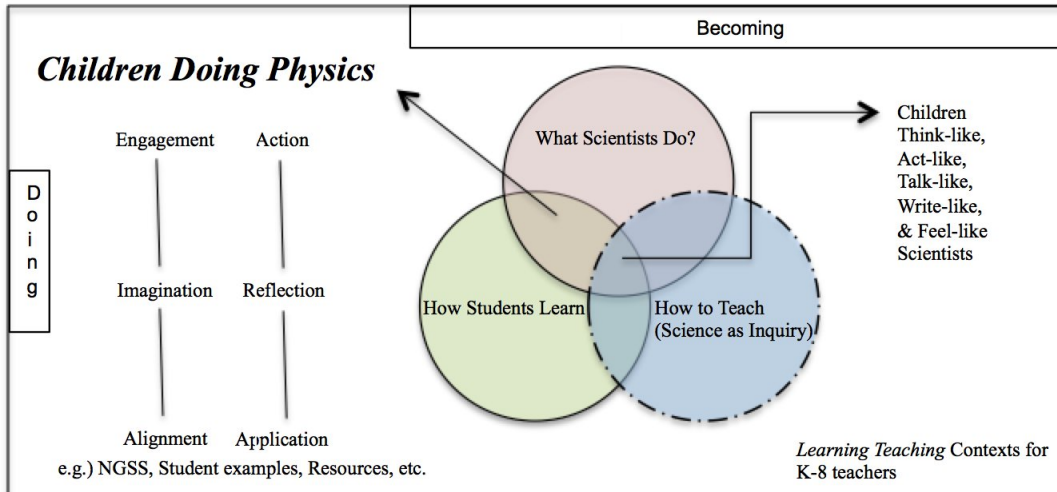 Becoming
Children Doing Physics
Engagement
Action
Doing
Imagination
Reflection
Alignment
Application
e.g.) NGSS, Student examples, Resources, etc.
What Scientists Do?
How Students Learn
How to Teach
(Science as Inquiry)
Children
Think-like,
Act-like,
Talk-like,
Write-like,
& Feel-like
Scientists
Learning Teaching Contexts for
K-8 teachers